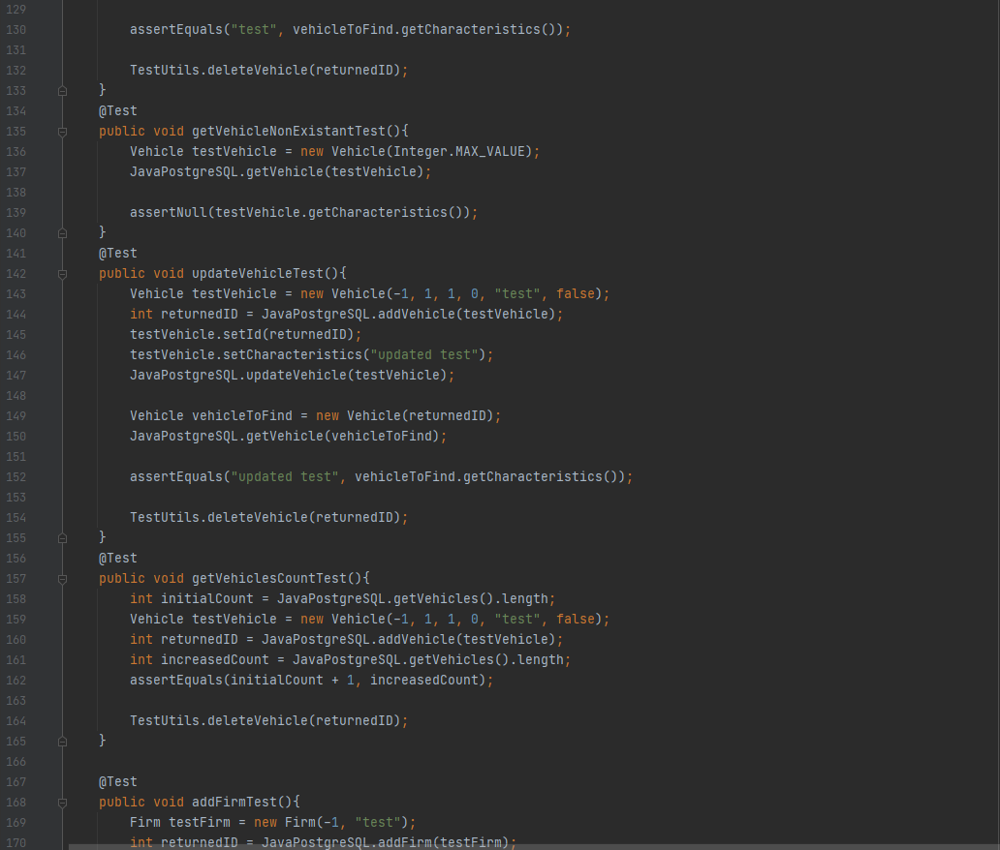 129
130 assertEquals("test", vehicleToFind.getCharacteristics());
131
132 TestUtils.deleteVehicle(returnedID);
133 }
134 @Test
135 public void getVehicleNonExistantTest(){
136 Vehicle testVehicle = new Vehicle(Integer.MAX_VALUE);
137 JavaPostgreSQL.getVehicle(testVehicle);
138
139 assertNull(testVehicle.getCharacteristics());
140 }
141 @Test
142 public void updateVehicleTest(){
143 Vehicle testVehicle = new Vehicle(-1, 1, 1, 0, "test", false);
144 int returnedID = JavaPostgreSQL.addVehicle(testVehicle);
145 testVehicle.setId(returnedID);
146 testVehicle.setCharacteristics("updated test");
147 JavaPostgreSQL.updateVehicle(testVehicle);
148
149 Vehicle vehicleToFind = new Vehicle(returnedID);
150 JavaPostgreSQL.getVehicle(vehicleToFind);
151
152 assertEquals("updated test", vehicleToFind.getCharacteristics());
153
154 TestUtils.deleteVehicle(returnedID);
155 }
156 @Test
157 public void getVehiclesCountTest(){
158 int initialCount = JavaPostgreSQL.getVehicles().length;
159 Vehicle testVehicle = new Vehicle(-1, 1, 1, 0, "test", false);
160 int returnedID = JavaPostgreSQL.addVehicle(testVehicle);
161 int increasedCount = JavaPostgreSQL.getVehicles().length;
162 assertEquals(initialCount + 1, increasedCount);
163
164 TestUtils.deleteVehicle(returnedID);
165 }
166
167 @Test
168 public void addFirmTest(){
169 Firm testFirm = new Firm(-1, "test");
170 int returnedID = JavaPostgreSQL.addFirm(testFirm);